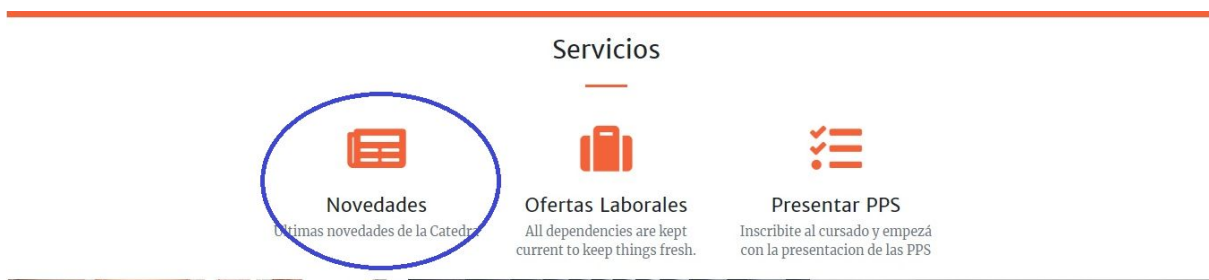 Servicios
Novedades
Ultimas novedades de la Catedra
Ofertas Laborales
All dependencies are kept
current to keep things fresh.
Presentar PPS
Inscribite al cursado y empezá
con la presentacion de las PPS